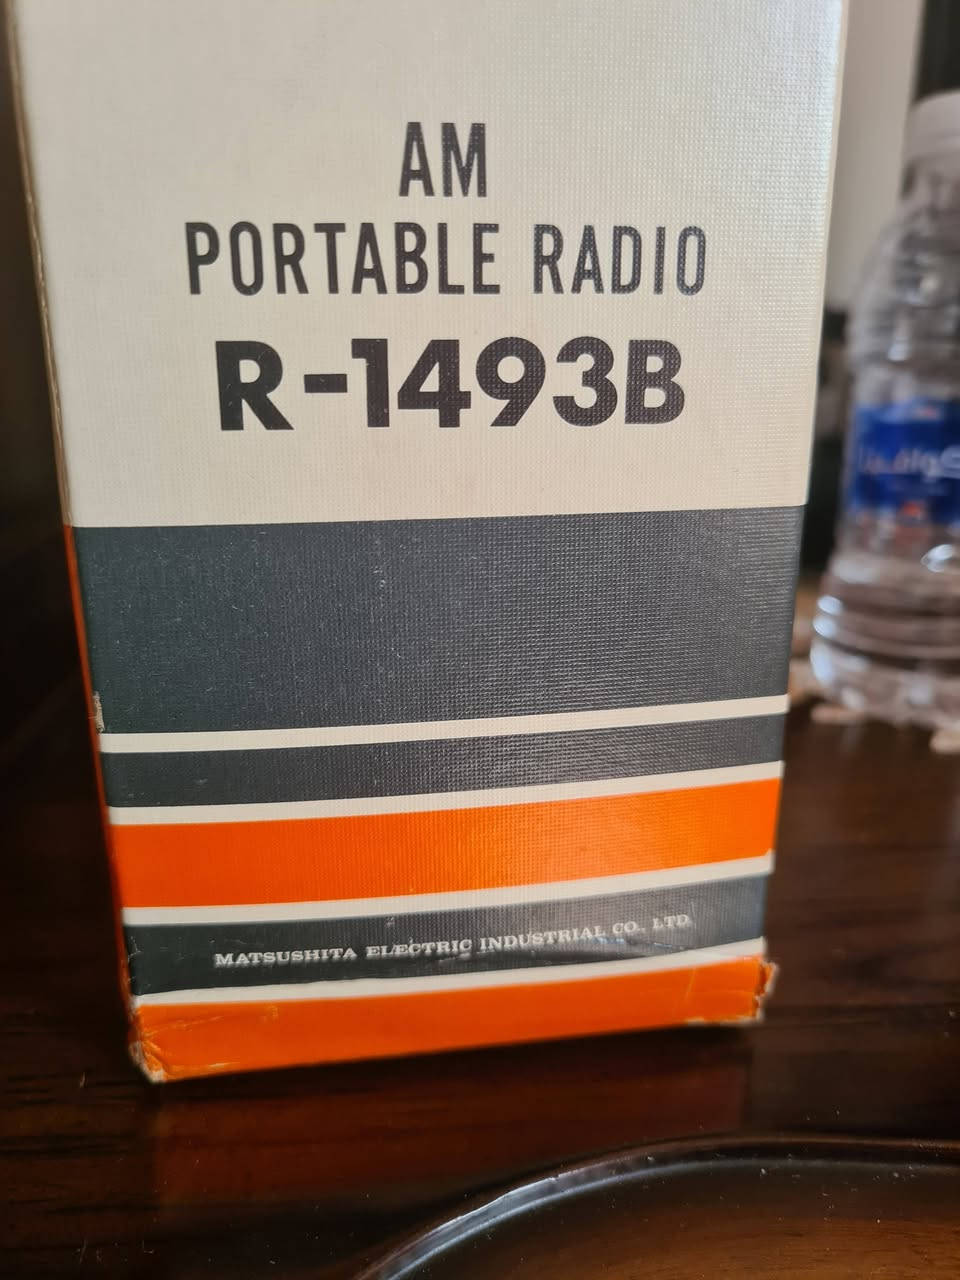 AM
PORTABLE RADIO
R-1493B
MATSUSHITA ELECTRIC INDUSTRIAL CO., LTD.